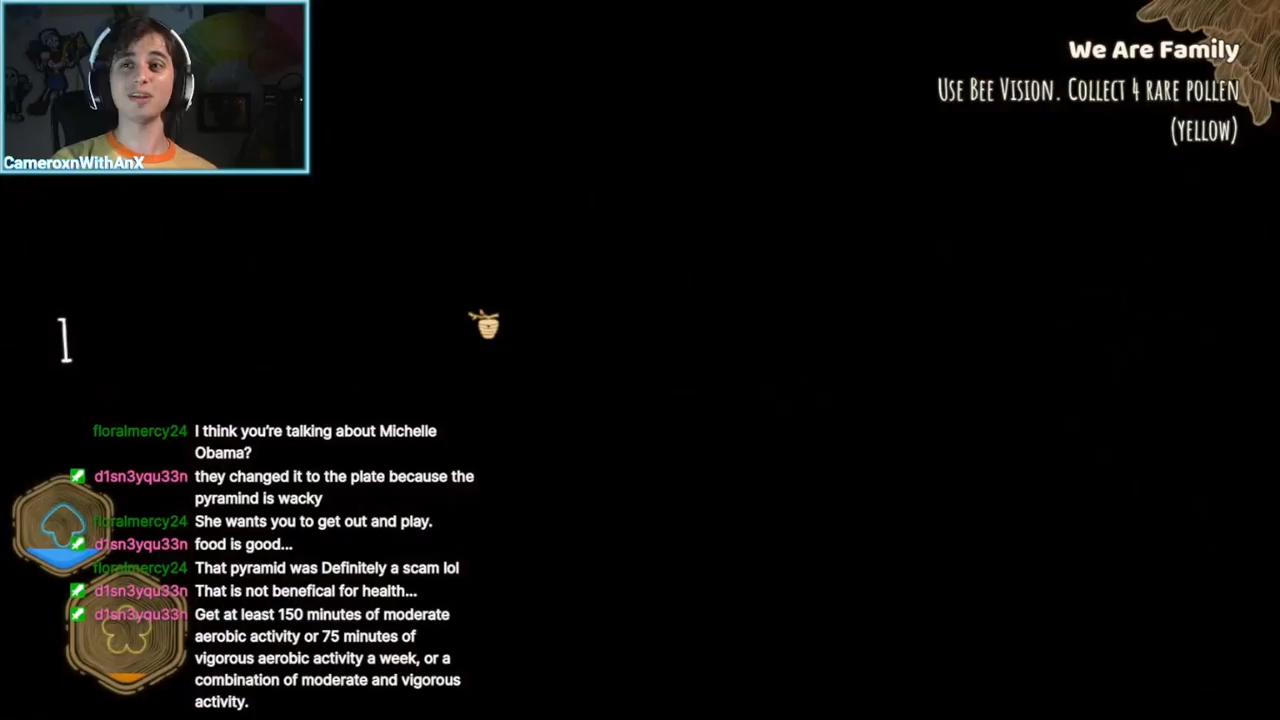 We Are Family
USE BEE VISION. COLLECT 4 RARE POLLEN
(YELLOW)
CameroxnWithAnX
1
floralmercy24 I think you're talking about Michelle
Obama?
d1sn3yqu33n they changed it to the plate because the
pyramind is wacky
floralmercy24 She wants you to get out and play.
d1sn3yqu33n food is good...
floralmercy24 That pyramid was Definitely a scam lol
d1sn3yqu33n That is not benefical for health...
d1sn3yqu33n Get at least 150 minutes of moderate
aerobic activity or 75 minutes of
vigorous aerobic activity a week, or a
combination of moderate and vigorous
activity.